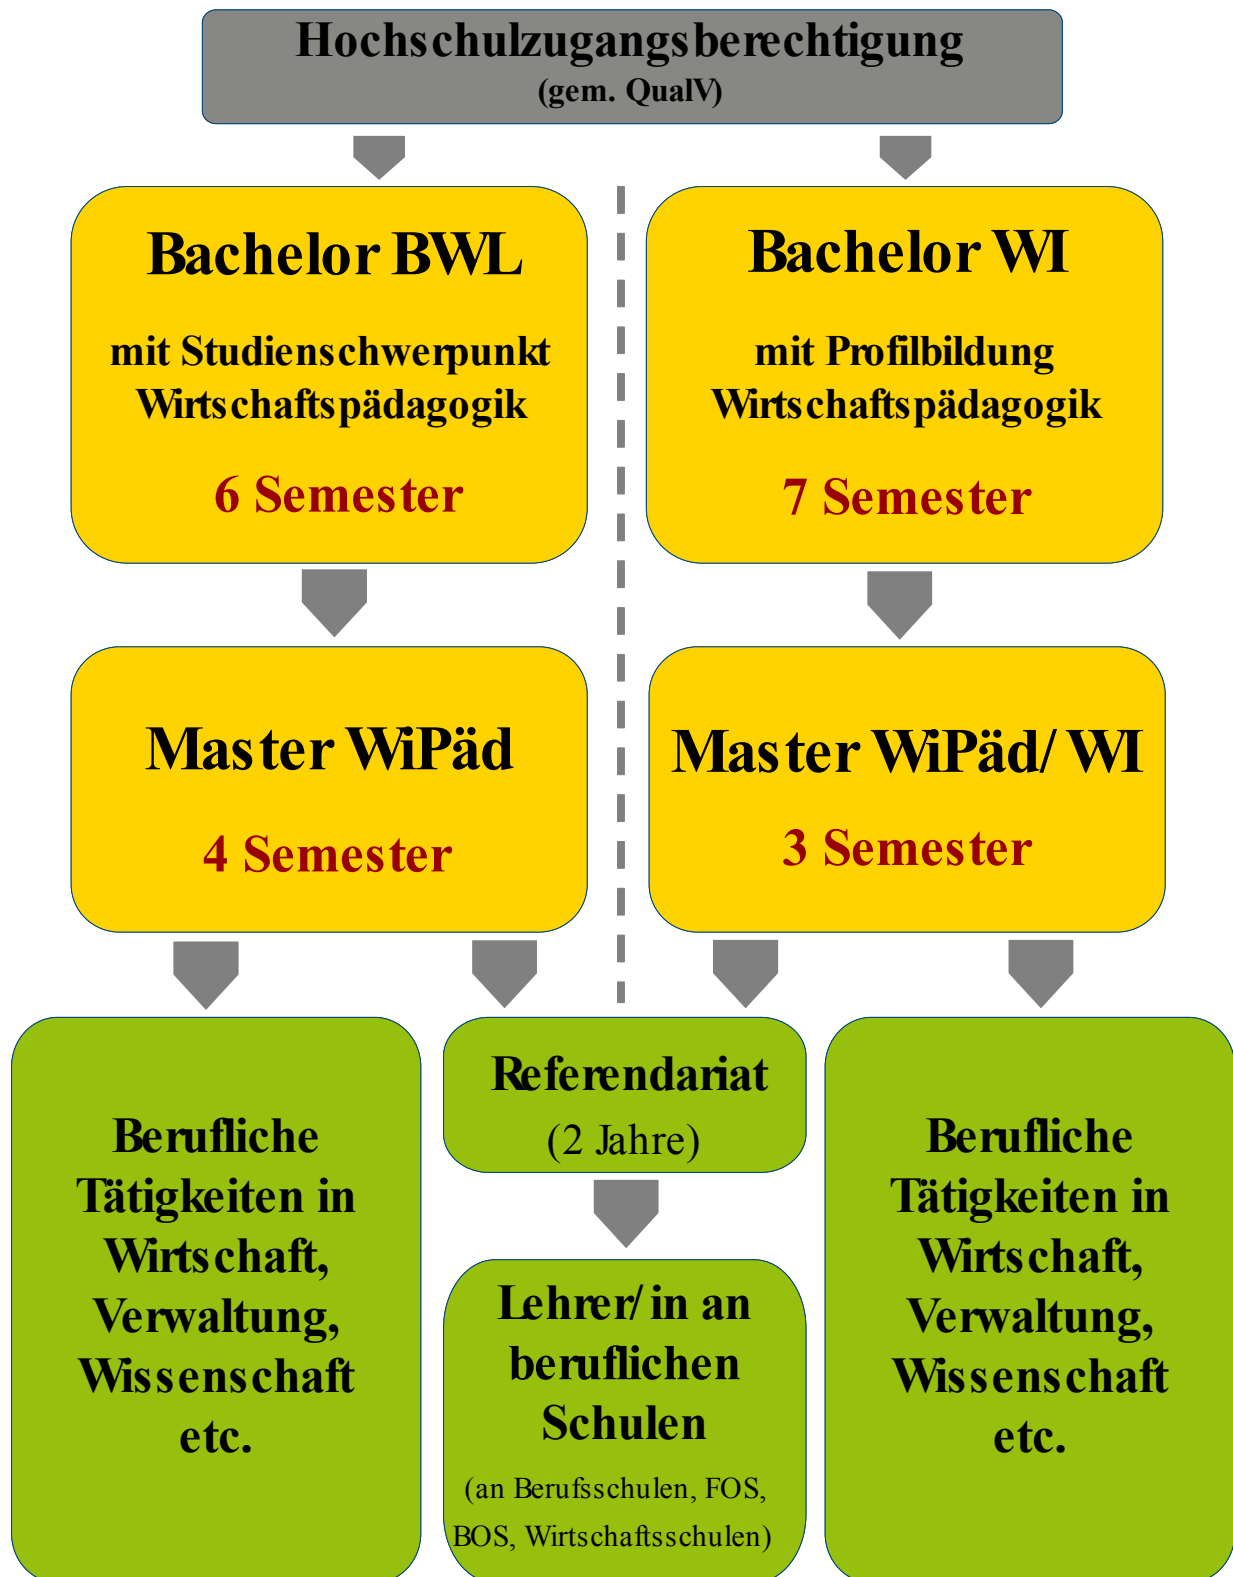 Hochschulzugangsberechtigung
(gem. QualV)
Bachelor BWL
mit Studienschwerpunkt
Wirtschaftspädagogik
6 Semester
Bachelor WI
mit Profilbildung
Wirtschaftspädagogik
7 Semester
Master WiPäd
4 Semester
Master WiPäd/ WI
3 Semester
Berufliche
Tätigkeiten in
Wirtschaft,
Verwaltung,
Wissenschaft
etc.
Referendariat
(2 Jahre)
Lehrer/in an
beruflichen
Schulen
(an Berufsschulen, FOS,
BOS, Wirtschaftsschulen)
Berufliche
Tätigkeiten in
Wirtschaft,
Verwaltung,
Wissenschaft
etc.